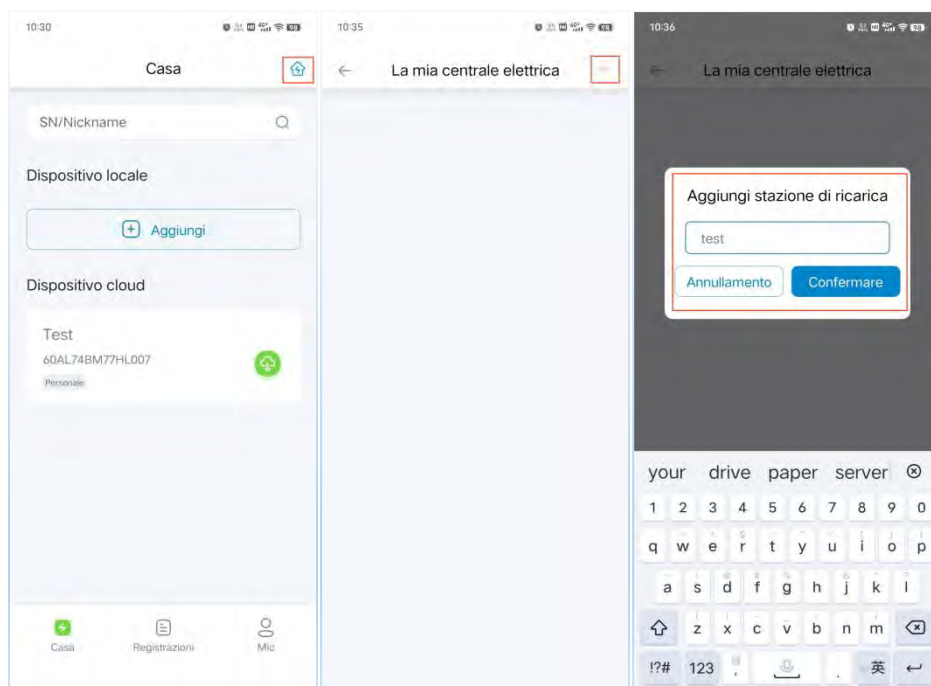 10:30
Casa
SN/Nickname
Dispositivo locale
Aggiungi
Dispositivo cloud
Test
60AL74BM77HL007
Personale
Casa
Registrazioni
Mio
10:35
La mia centrale elettrica
10:36
La mia centrale elettrica
Aggiungi stazione di ricarica
test
Annullamento
Confermare
your drive paper server
1 2 3 4 5 6 7 8 9 0
q w e r t y u i o p
a s d f g h j k l
z x c v b n m
!?# 123 , . 英